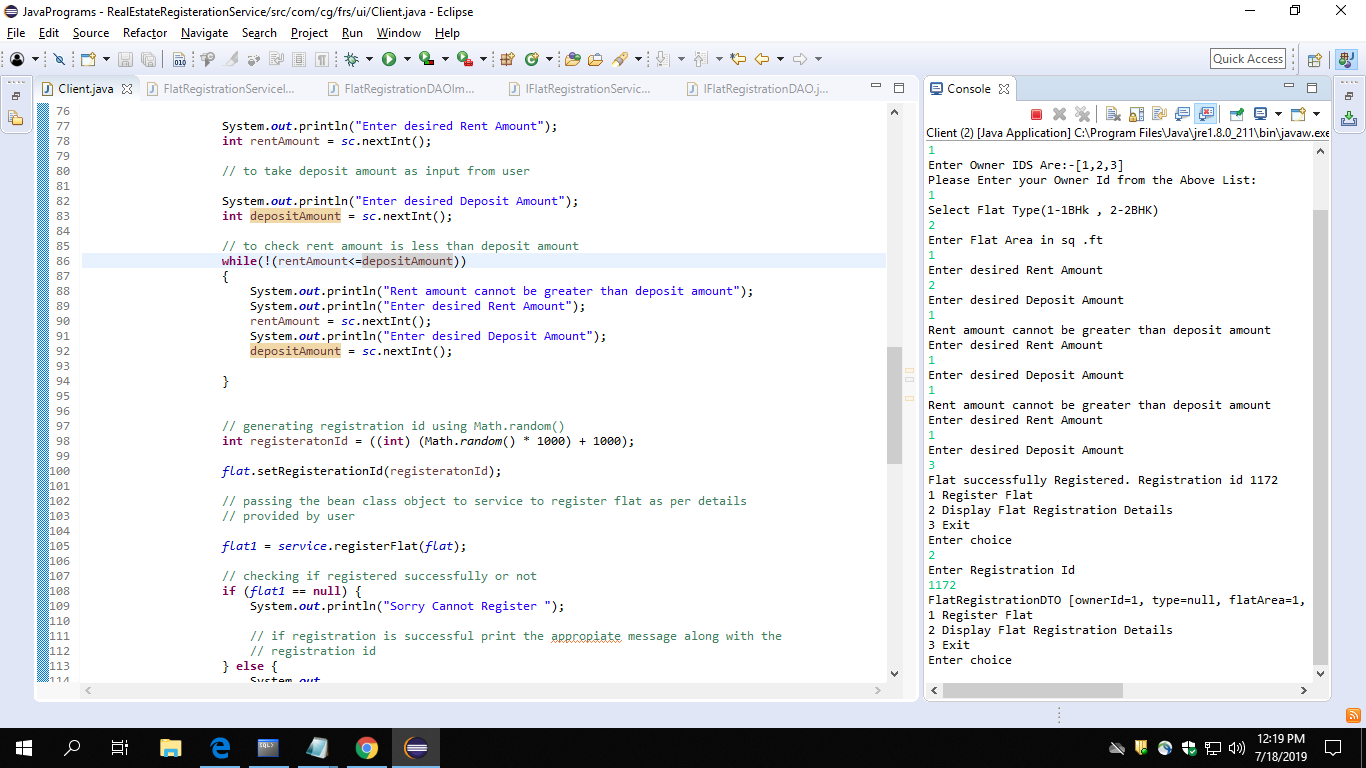 JavaPrograms - RealEstateRegisterationService/src/com/cg/frs/ui/Client.java - Eclipse
File Edit Source Refactor Navigate Search Project Run Window Help
Quick Access
Client.java FlatRegistrationServiceI... FlatRegistrationDAOIm... IFlatRegistrationServic... IFlatRegistrationDAO.j...
76
77 System.out.println("Enter desired Rent Amount");
78 int rentAmount = sc.nextInt();
79
80 // to take deposit amount as input from user
81
82 System.out.println("Enter desired Deposit Amount");
83 int depositAmount = sc.nextInt();
84
85 // to check rent amount is less than deposit amount
86 while(!(rentAmount<=depositAmount))
87 {
88 System.out.println("Rent amount cannot be greater than deposit amount");
89 System.out.println("Enter desired Rent Amount");
90 rentAmount = sc.nextInt();
91 System.out.println("Enter desired Deposit Amount");
92 depositAmount = sc.nextInt();
93
94 }
95
96
97 // generating registration id using Math.random()
98 int registeratonId = ((int) (Math.random() * 1000) + 1000);
99
100 flat.setRegisterationId(registeratonId);
101
102 // passing the bean class object to service to register flat as per details
103 // provided by user
104
105 flat1 = service.registerFlat(flat);
106
107 // checking if registered successfully or not
108 if (flat1 == null) {
109 System.out.println("Sorry Cannot Register ");
110
111 // if registration is successful print the appropiate message along with the
112 // registration id
113 } else {
114 System.out
Console
Client (2) [Java Application] C:\Program Files\Java\jre1.8.0_211\bin\javaw.exe
1
Enter Owner IDS Are:-[1,2,3]
Please Enter your Owner Id from the Above List:
1
Select Flat Type(1-1BHk , 2-2BHK)
2
Enter Flat Area in sq .ft
1
Enter desired Rent Amount
2
Enter desired Deposit Amount
1
Rent amount cannot be greater than deposit amount
Enter desired Rent Amount
1
Enter desired Deposit Amount
1
Rent amount cannot be greater than deposit amount
Enter desired Rent Amount
1
Enter desired Deposit Amount
3
Flat successfully Registered. Registration id 1172
1 Register Flat
2 Display Flat Registration Details
3 Exit
Enter choice
2
Enter Registration Id
1172
FlatRegistrationDTO [ownerId=1, type=null, flatArea=1,
1 Register Flat
2 Display Flat Registration Details
3 Exit
Enter choice
12:19 PM
7/18/2019